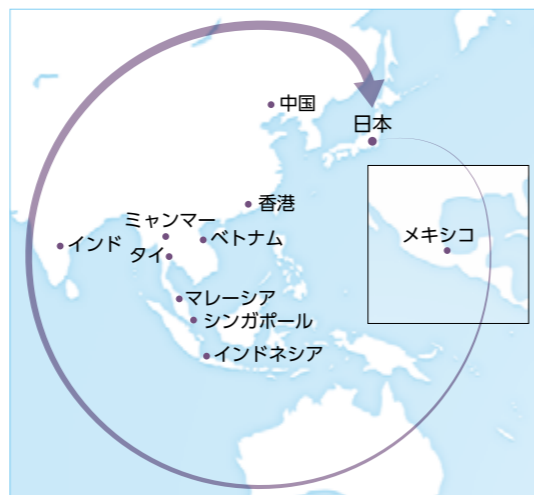 中国
日本
香港
ミャンマー
インド
タイ
ベトナム
メキシコ
マレーシア
シンガポール
インドネシア